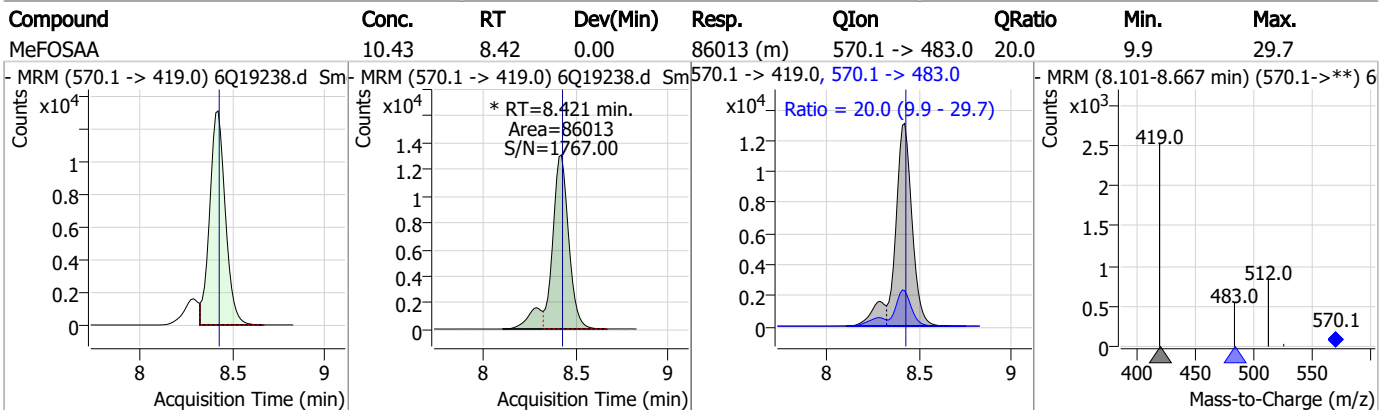 Compound Conc. RT Dev(Min) Resp. QIon QRatio Min. Max.
MeFOSAA 10.43 8.42 0.00 86013 (m) 570.1 -> 483.0 20.0 9.9 29.7
- MRM (570.1 -> 419.0) 6Q19238.d Sm
Counts
x10⁴
1
0.8
0.6
0.4
0.2
0
8 8.5 9
Acquisition Time (min)
- MRM (570.1 -> 419.0) 6Q19238.d Sm
Counts
x10⁴
* RT=8.421 min.
Area=86013
S/N=1767.00
1.4
1.2
1
0.8
0.6
0.4
0.2
0
8 8.5 9
Acquisition Time (min)
570.1 -> 419.0, 570.1 -> 483.0
Counts
x10⁴
Ratio = 20.0 (9.9 - 29.7)
1.2
1
0.8
0.6
0.4
0.2
0
8 8.5 9
Acquisition Time (min)
- MRM (8.101-8.667 min) (570.1->**) 6
Counts
x10³
2.5
2
1.5
1
0.5
0
419.0
512.0
483.0
570.1
400 450 500 550
Mass-to-Charge (m/z)